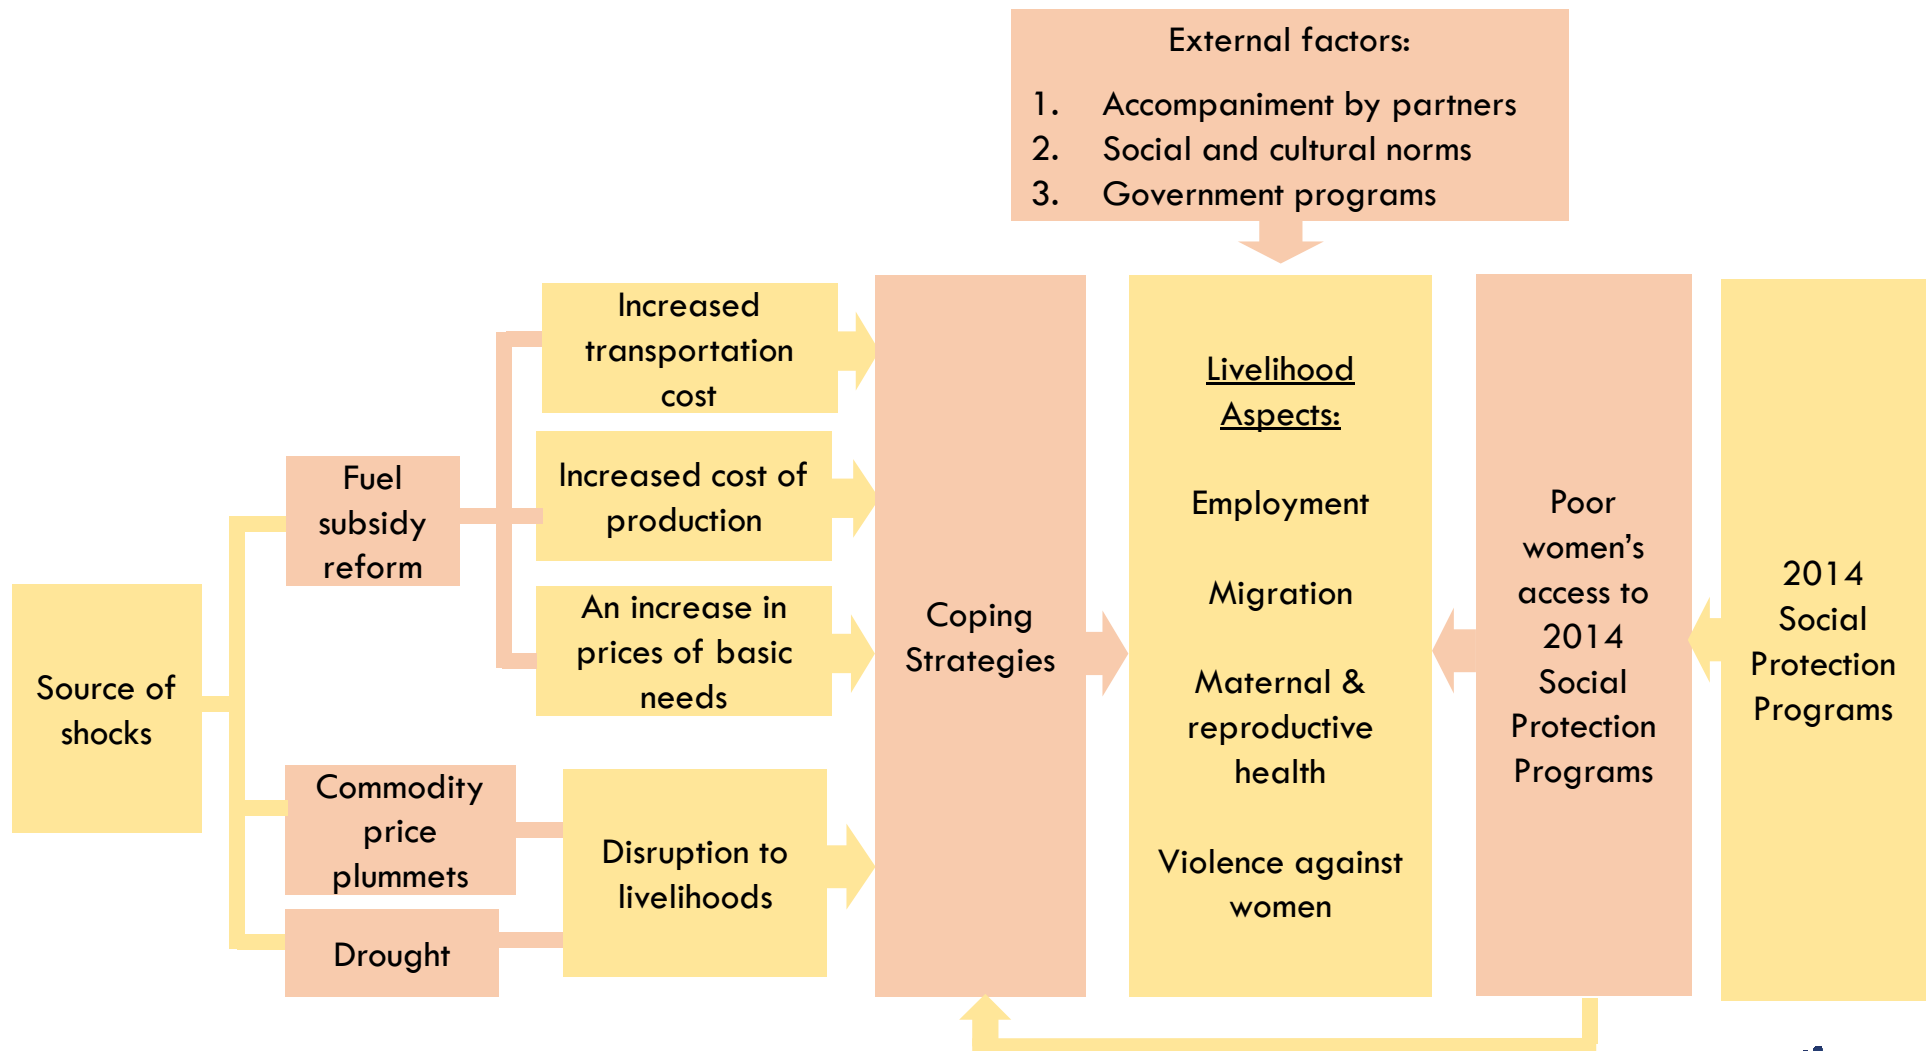 External factors:
1. Accompaniment by partners
2. Social and cultural norms
3. Government programs
Increased
transportation
cost
Increased cost of
production
An increase in
prices of basic
needs
Fuel
subsidy
reform
Source of
shocks
Commodity
price
plummets
Drought
Disruption to
livelihoods
Coping
Strategies
Livelihood
Aspects:
Employment
Migration
Maternal &
reproductive
health
Violence against
women
Poor
women’s
access to
2014
Social
Protection
Programs
2014
Social
Protection
Programs